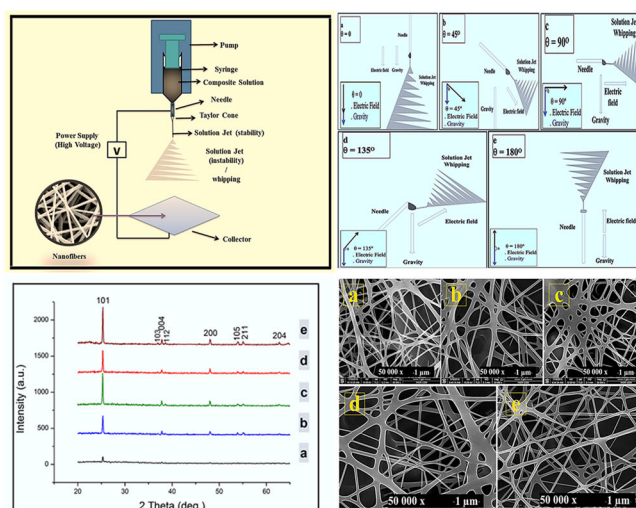 Pump
Syringe
Composite Solution
Needle
Taylor Cone
Solution Jet (stability)
Power Supply
(High Voltage)
V
Solution Jet
(instability)
/
whipping
Collector
Nanofibers
a
θ = 0
Needle
Solution Jet
Whipping
Electric field
Gravity
θ = 0
. Electric Field
. Gravity
b
θ = 45°
Needle
Solution Jet
Whipping
Gravity
Electric field
θ = 45°
. Electric Field
. Gravity
c
θ = 90°
Solution Jet
Whipping
Needle
Electric
field
Gravity
θ = 90°
. Electric Field
. Gravity
d
θ = 135°
Solution Jet
Whipping
Needle
Electric field
Gravity
θ = 135°
. Electric Field
. Gravity
e
θ = 180°
Solution Jet
Whipping
Needle
Electric field
Gravity
θ = 180°
. Electric Field
. Gravity
101
103
004
112
200
105
211
204
e
d
c
b
a
2000
1500
1000
500
0
Intensity (a.u.)
20 30 40 50 60
2 Theta (deg.)
a
50 000 x -1 µm
b
50 000 x -1 µm
c
50 000 x -1 µm
d
50 000 x -1 µm
e
50 000 x -1 µm